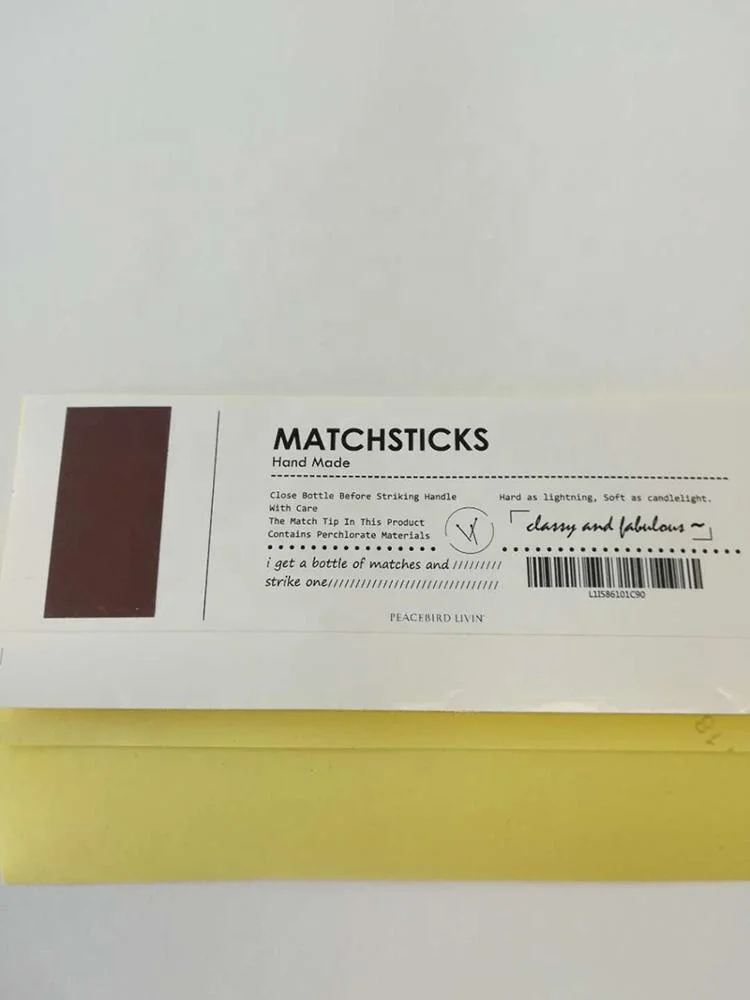 MATCHSTICKS
Hand Made
Close Bottle Before Striking Handle
With Care
The Match Tip In This Product
Contains Perchlorate Materials
Hard as lightning, Soft as candlelight.
classy and fabulous ~
i get a bottle of matches and /////////
strike one////////////////////////////////
L1I586101C90
PEACEBIRD LIVIN'